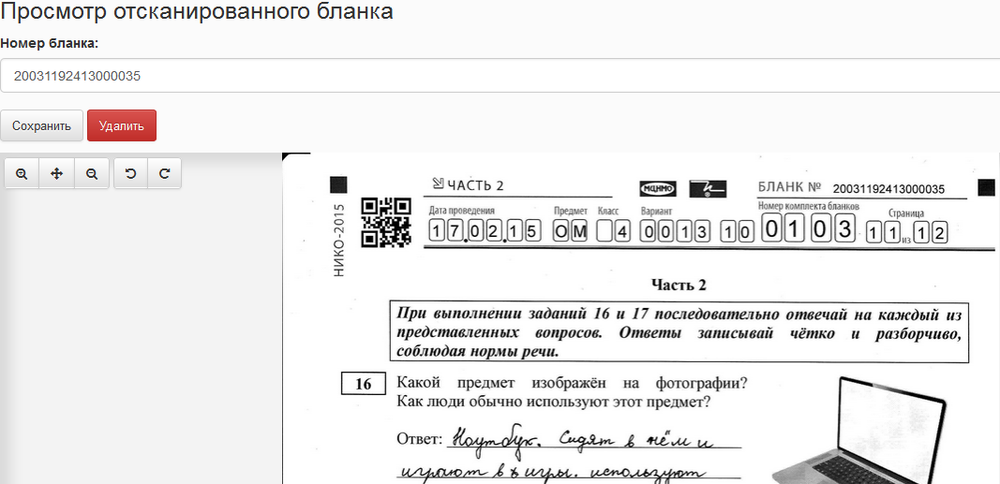 Просмотр отсканированного бланка
Номер бланка:
20031192413000035
Сохранить Удалить
ЧАСТЬ 2 МЦНМО БЛАНК № 20031192413000035
НИКО-2015
Дата проведения Предмет Класс Вариант Номер комплекта бланков Страница
17.02.15 ОМ 4 0013 10 0103 11 из 12
Часть 2
При выполнении заданий 16 и 17 последовательно отвечай на каждый из
представленных вопросов. Ответы записывай чётко и разборчиво,
соблюдая нормы речи.
16 Какой предмет изображён на фотографии?
Как люди обычно используют этот предмет?
Ответ: Ноутбук. Сидят в нём и
играют в игры. используют